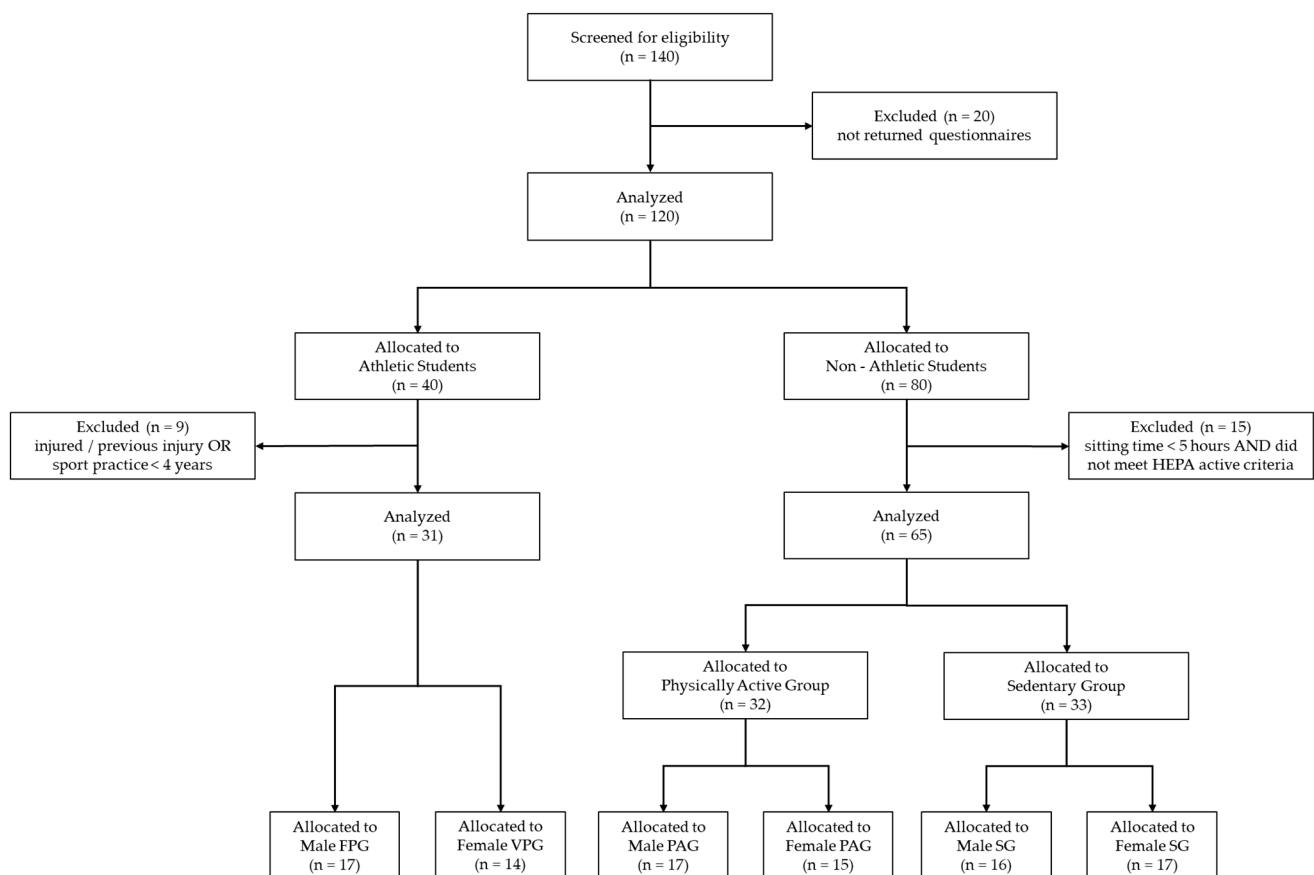 Screened for eligibility
(n = 140)
Excluded (n = 20)
not returned questionnaires
Analyzed
(n = 120)
Allocated to
Athletic Students
(n = 40)
Allocated to
Non - Athletic Students
(n = 80)
Excluded (n = 9)
injured / previous injury OR
sport practice < 4 years
Excluded (n = 15)
sitting time < 5 hours AND did
not meet HEPA active criteria
Analyzed
(n = 31)
Analyzed
(n = 65)
Allocated to
Physically Active Group
(n = 32)
Allocated to
Sedentary Group
(n = 33)
Allocated to
Male FPG
(n = 17)
Allocated to
Female VPG
(n = 14)
Allocated to
Male PAG
(n = 17)
Allocated to
Female PAG
(n = 15)
Allocated to
Male SG
(n = 16)
Allocated to
Female SG
(n = 17)